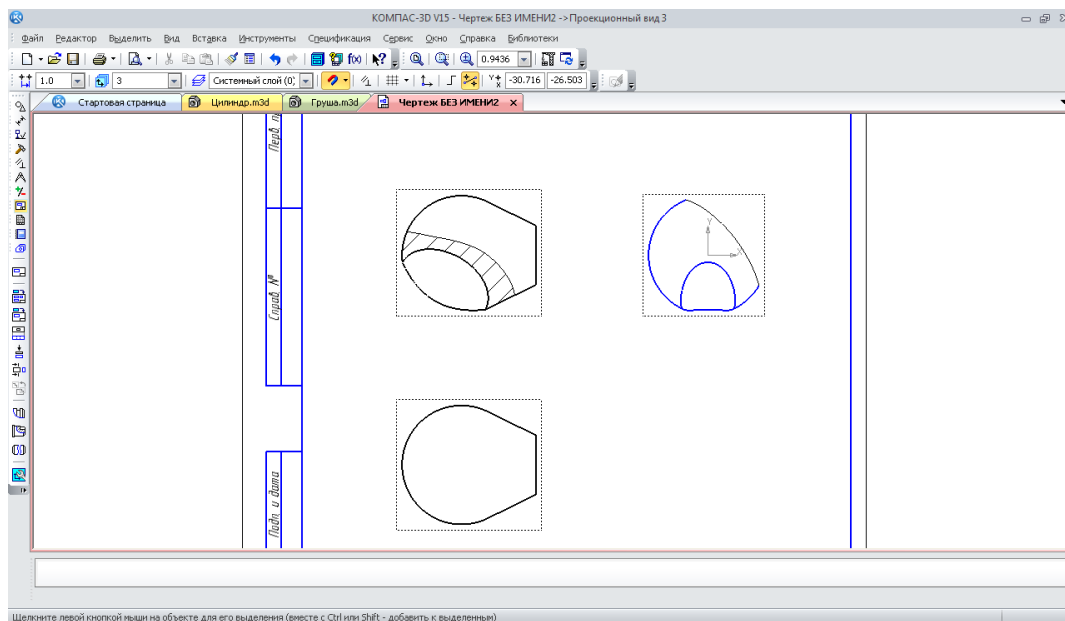 КОМПАС-3D V15 - Чертеж БЕЗ ИМЕНИ2 ->Проекционный вид 3
Файл Редактор Выделить Вид Вставка Инструменты Спецификация Сервис Окно Справка Библиотеки
f(x) 0.9436
1.0 3 Системный слой (0) -30.716 -26.503
Стартовая страница Цилиндр.m3d Груша.m3d Чертеж БЕЗ ИМЕНИ2
Перв.
Справ. №
Подп. и дата
Y
X
Щелкните левой кнопкой мыши на объекте для его выделения (вместе с Ctrl или Shift - добавить к выделенным)